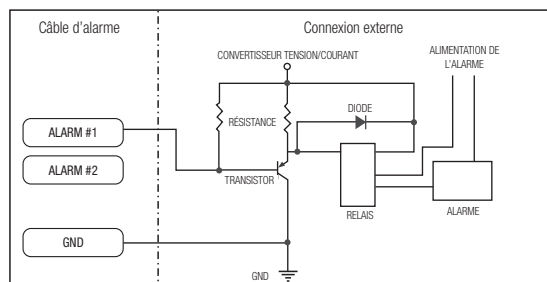 Câble d'alarme
Connexion externe
CONVERTISSEUR TENSION/COURANT
ALIMENTATION DE
L'ALARME
DIODE
RÉSISTANCE
ALARM #1
ALARM #2
TRANSISTOR
RELAIS
ALARME
GND
GND